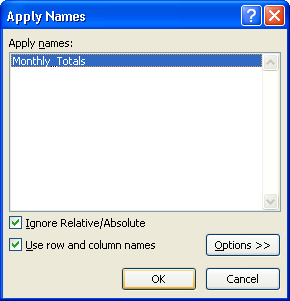 Apply Names
Apply names:
Monthly_Totals
Ignore Relative/Absolute
Use row and column names
Options >>
OK
Cancel